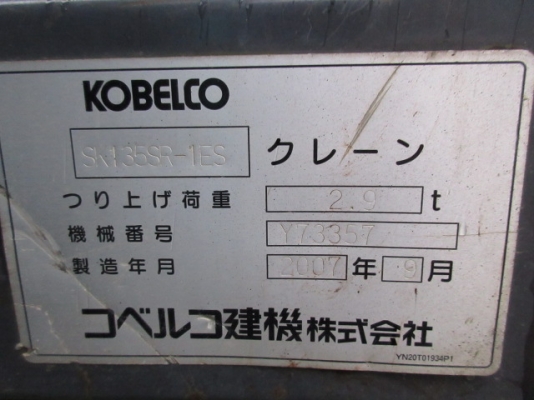 KOBELCO
SK135SR-1ES クレーン
つり上げ荷重 2.9 t
機械番号 Y73357
製造年月 2007 年 9 月
コベルコ建機株式会社
YN20T01934P1